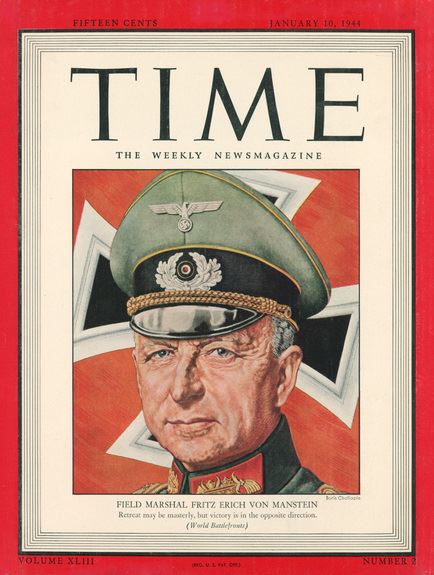 FIFTEEN CENTS JANUARY 10, 1944
TIME
THE WEEKLY NEWSMAGAZINE
Boris Chaliapin
FIELD MARSHAL FRITZ ERICH VON MANSTEIN
Retreat may be masterly, but victory is in the opposite direction.
(World Battlefronts)
VOLUME XLIII (REG. U. S. PAT. OFF.) NUMBER 2